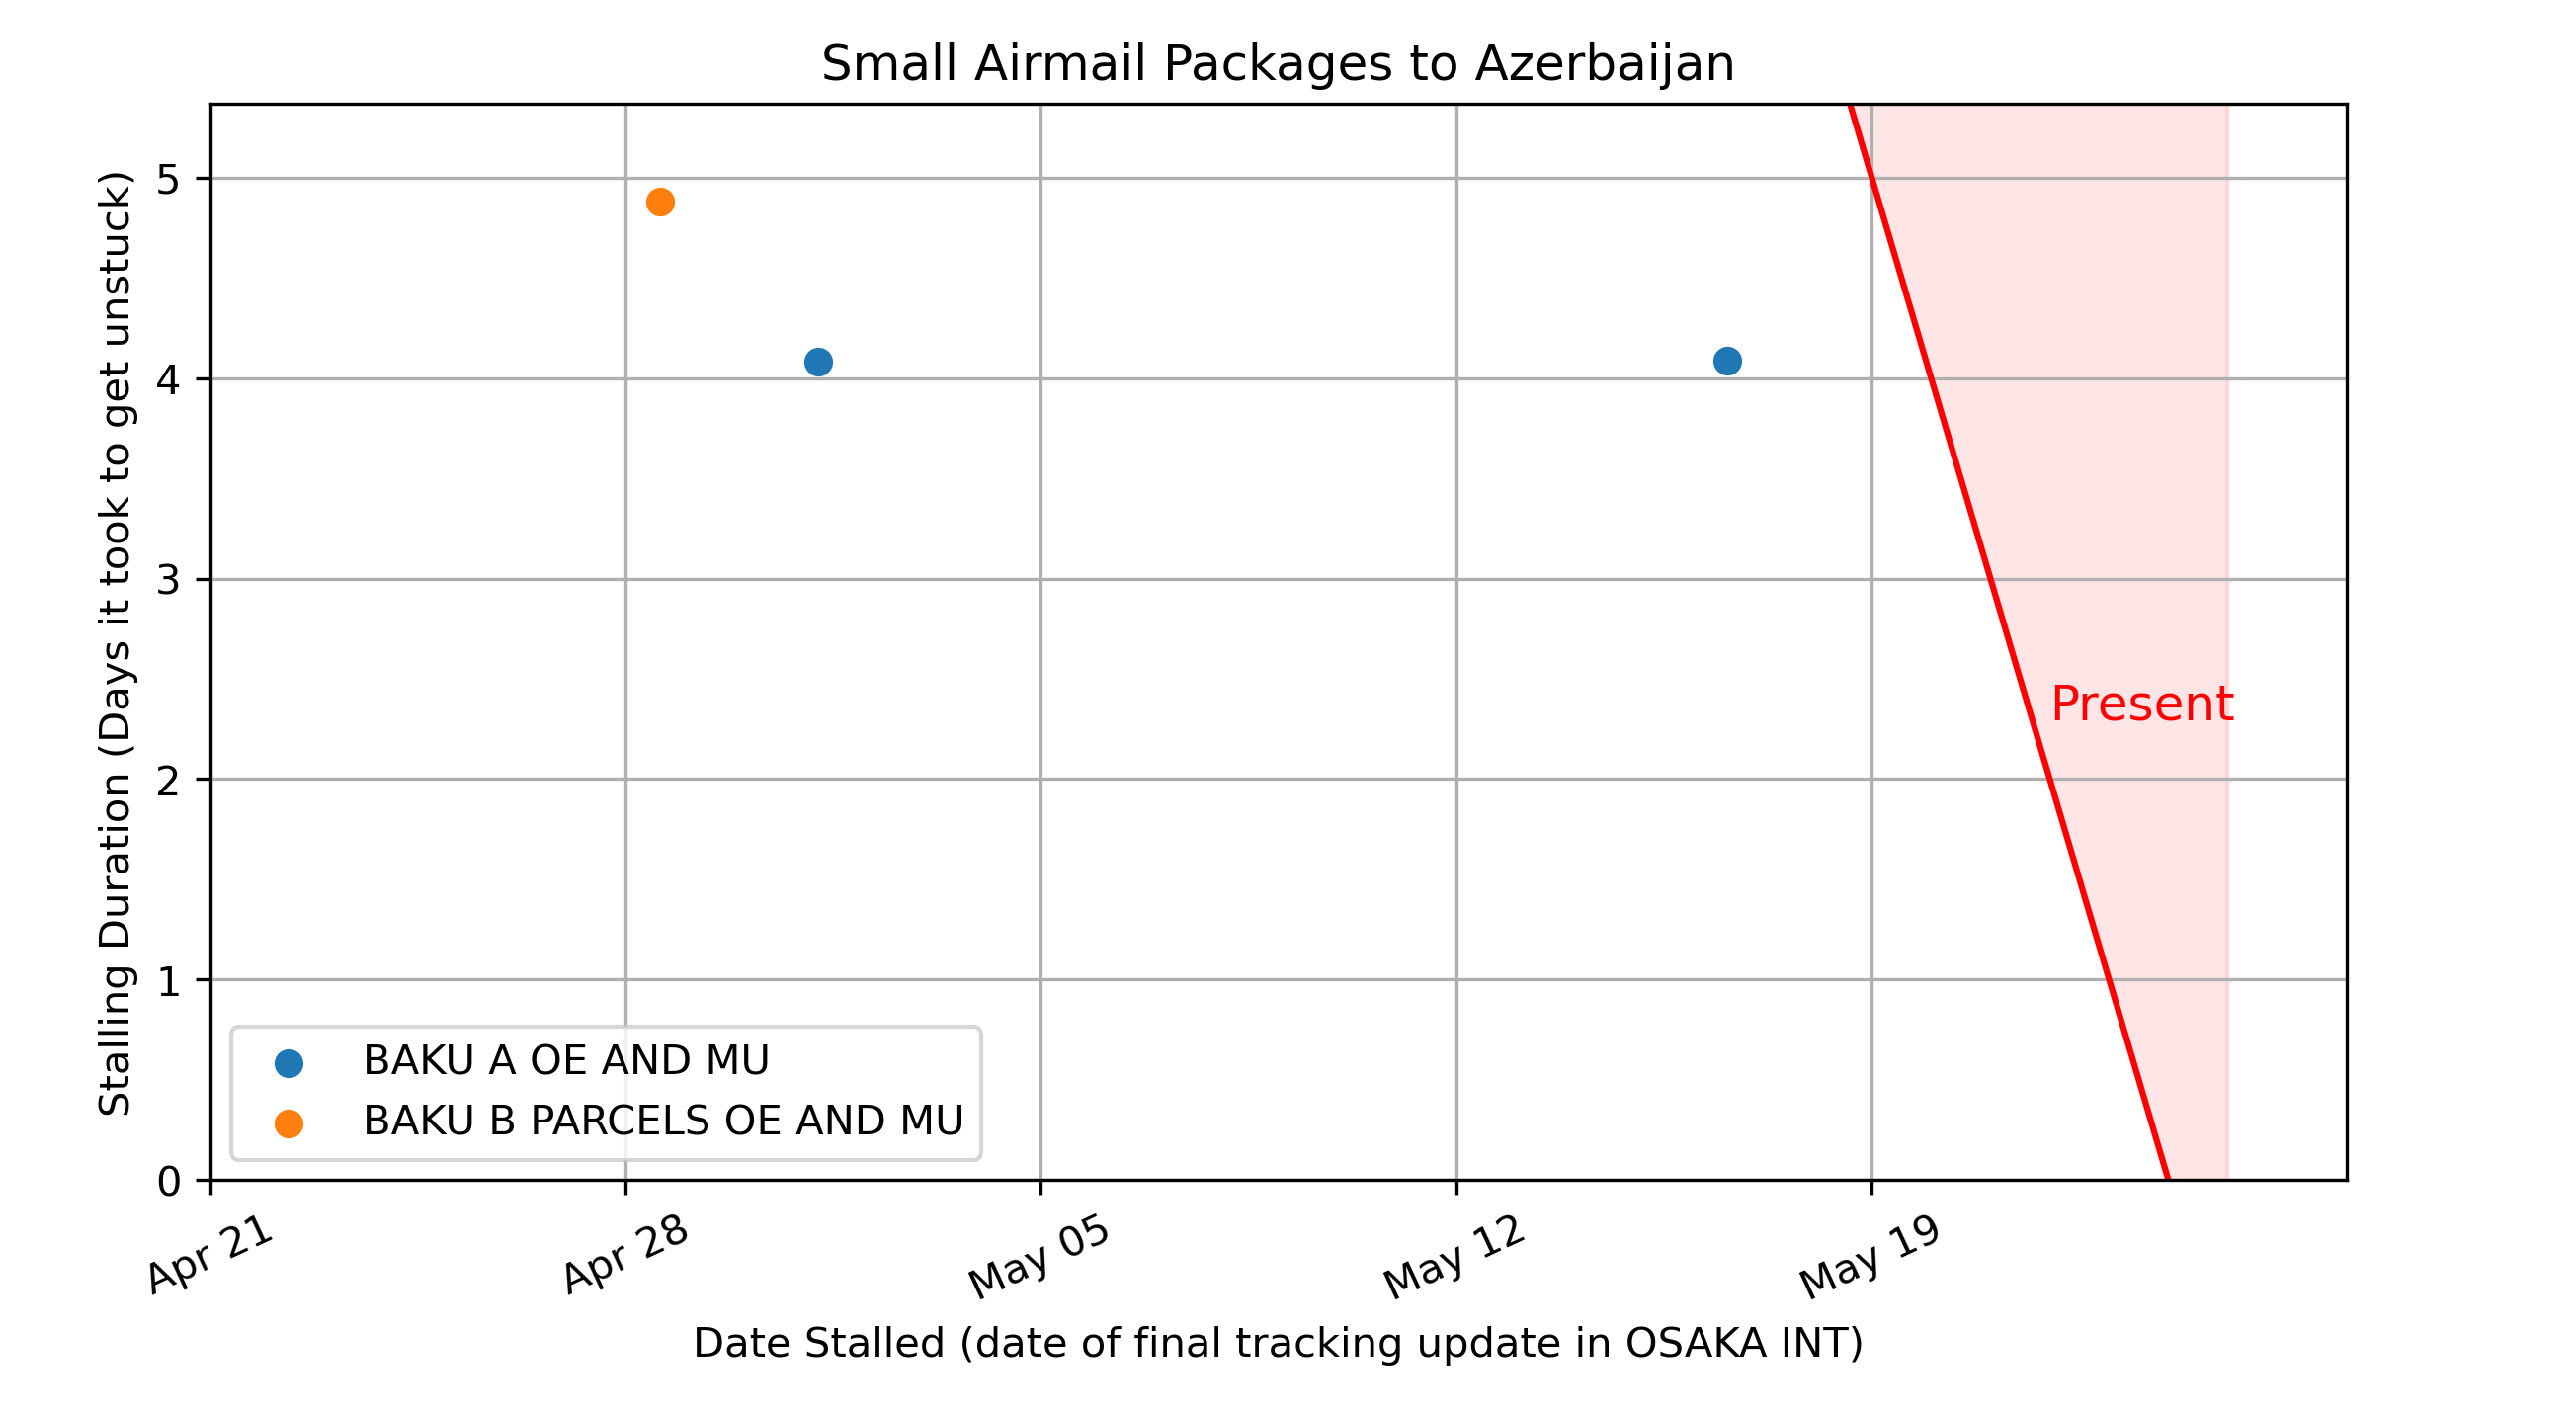 Small Airmail Packages to Azerbaijan
Stalling Duration (Days it took to get unstuck)
5
4
3
2
1
0
Present
BAKU A OE AND MU
BAKU B PARCELS OE AND MU
Apr 21
Apr 28
May 05
May 12
May 19
Date Stalled (date of final tracking update in OSAKA INT)